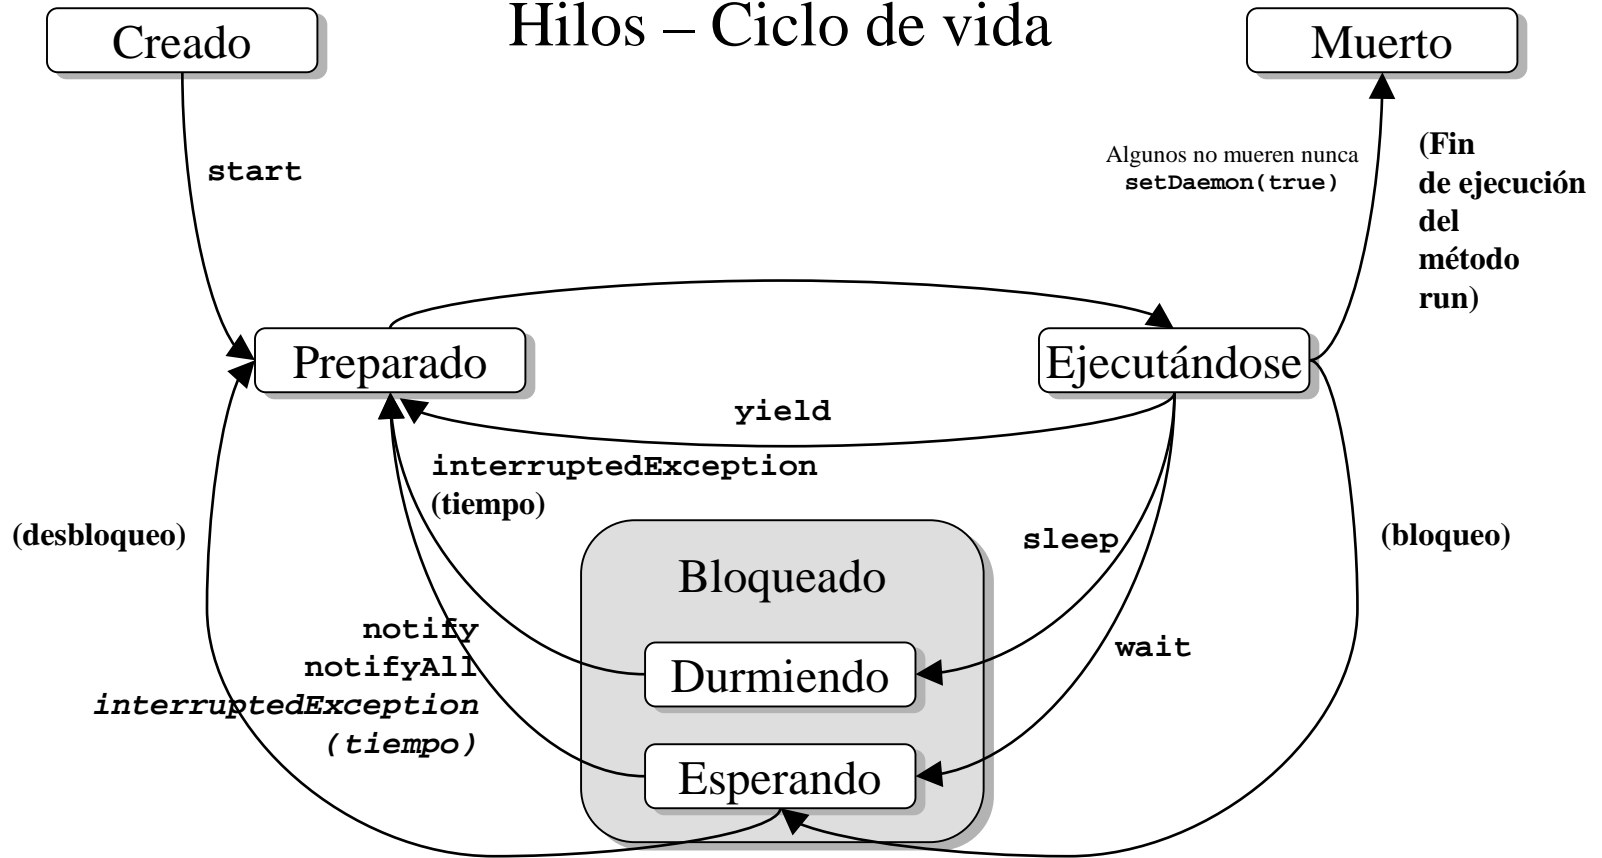 Hilos – Ciclo de vida
Creado
Muerto
start
Algunos no mueren nunca
setDaemon(true)
(Fin
de ejecución
del
método
run)
Preparado
Ejecutándose
yield
interruptedException
(tiempo)
(desbloqueo)
sleep
(bloqueo)
Bloqueado
notify
notifyAll
interruptedException
(tiempo)
wait
Durmiendo
Esperando